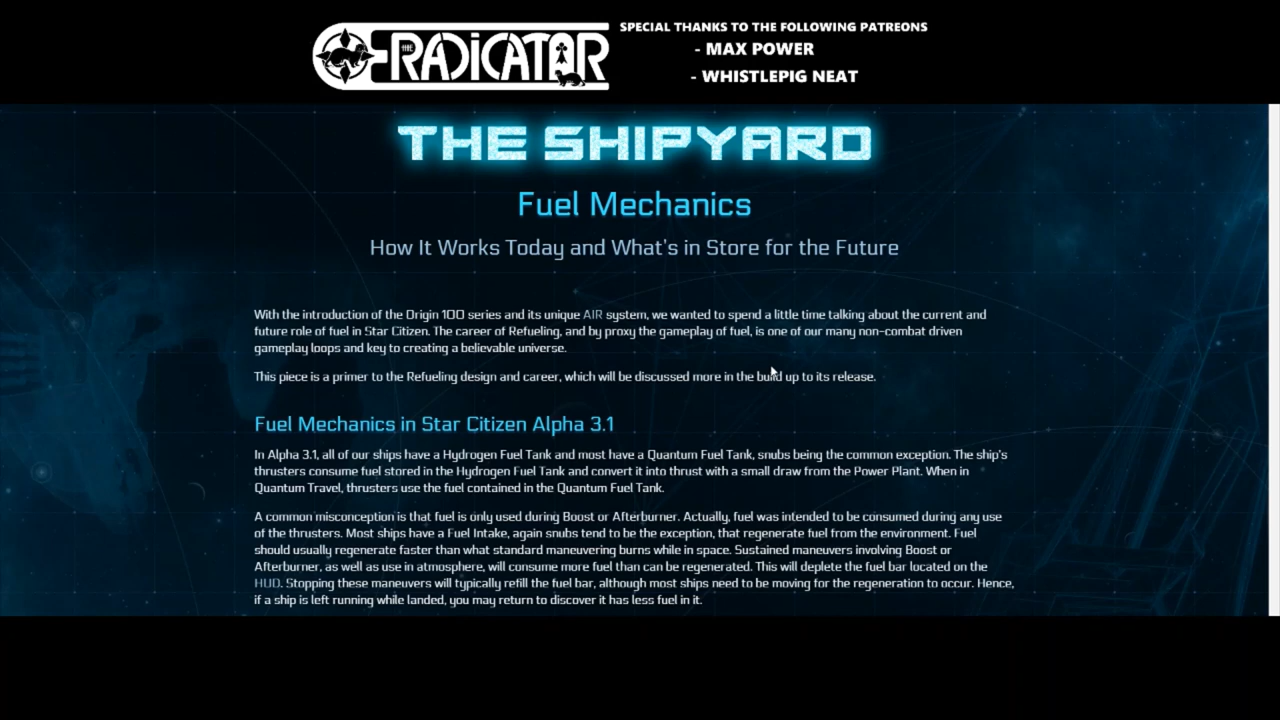 THE ERADICATOR
SPECIAL THANKS TO THE FOLLOWING PATREONS
- MAX POWER
- WHISTLEPIG NEAT
THE SHIPYARD
Fuel Mechanics
How It Works Today and What's in Store for the Future
With the introduction of the Origin 100 series and its unique AIR system, we wanted to spend a little time talking about the current and
future role of fuel in Star Citizen. The career of Refueling, and by proxy the gameplay of fuel, is one of our many non-combat driven
gameplay loops and key to creating a believable universe.
This piece is a primer to the Refueling design and career, which will be discussed more in the build up to its release.
Fuel Mechanics in Star Citizen Alpha 3.1
In Alpha 3.1, all of our ships have a Hydrogen Fuel Tank and most have a Quantum Fuel Tank, snubs being the common exception. The ship's
thrusters consume fuel stored in the Hydrogen Fuel Tank and convert it into thrust with a small draw from the Power Plant. When in
Quantum Travel, thrusters use the fuel contained in the Quantum Fuel Tank.
A common misconception is that fuel is only used during Boost or Afterburner. Actually, fuel was intended to be consumed during any use
of the thrusters. Most ships have a Fuel Intake, again snubs tend to be the exception, that regenerate fuel from the environment. Fuel
should usually regenerate faster than what standard maneuvering burns while in space. Sustained maneuvers involving Boost or
Afterburner, as well as use in atmosphere, will consume more fuel than can be regenerated. This will deplete the fuel bar located on the
HUD. Stopping these maneuvers will typically refill the fuel bar, although most ships need to be moving for the regeneration to occur. Hence,
if a ship is left running while landed, you may return to discover it has less fuel in it.